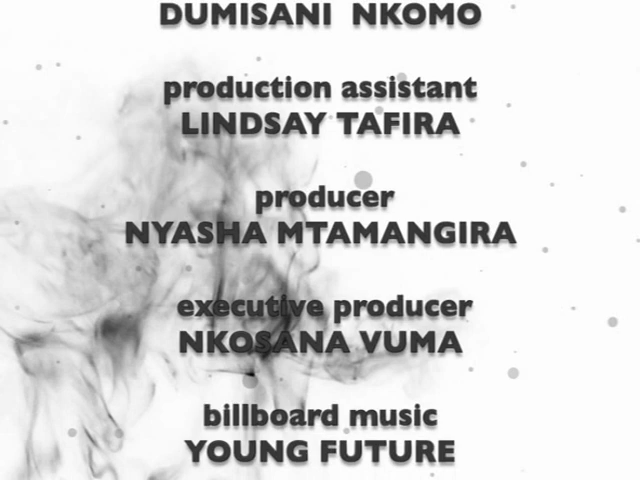 DUMISANI NKOMO
production assistant
LINDSAY TAFIRA
producer
NYASHA MTAMANGIRA
executive producer
NKOSANA VUMA
billboard music
YOUNG FUTURE